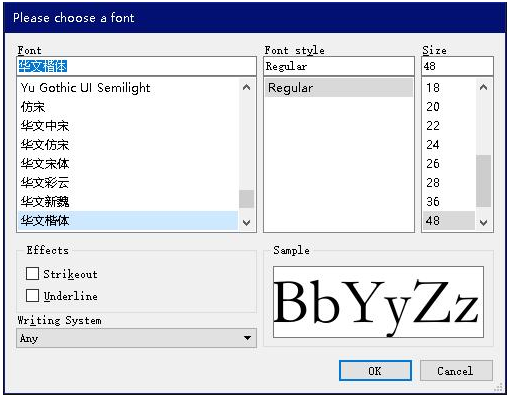 Please choose a font
Font
华文楷体
Yu Gothic UI Semilight
仿宋
华文中宋
华文仿宋
华文宋体
华文彩云
华文新魏
华文楷体
Font style
Regular
Regular
Size
48
18
20
22
24
26
28
36
48
Effects
Strikeout
Underline
Writing System
Any
Sample
BbYyZz
OK
Cancel